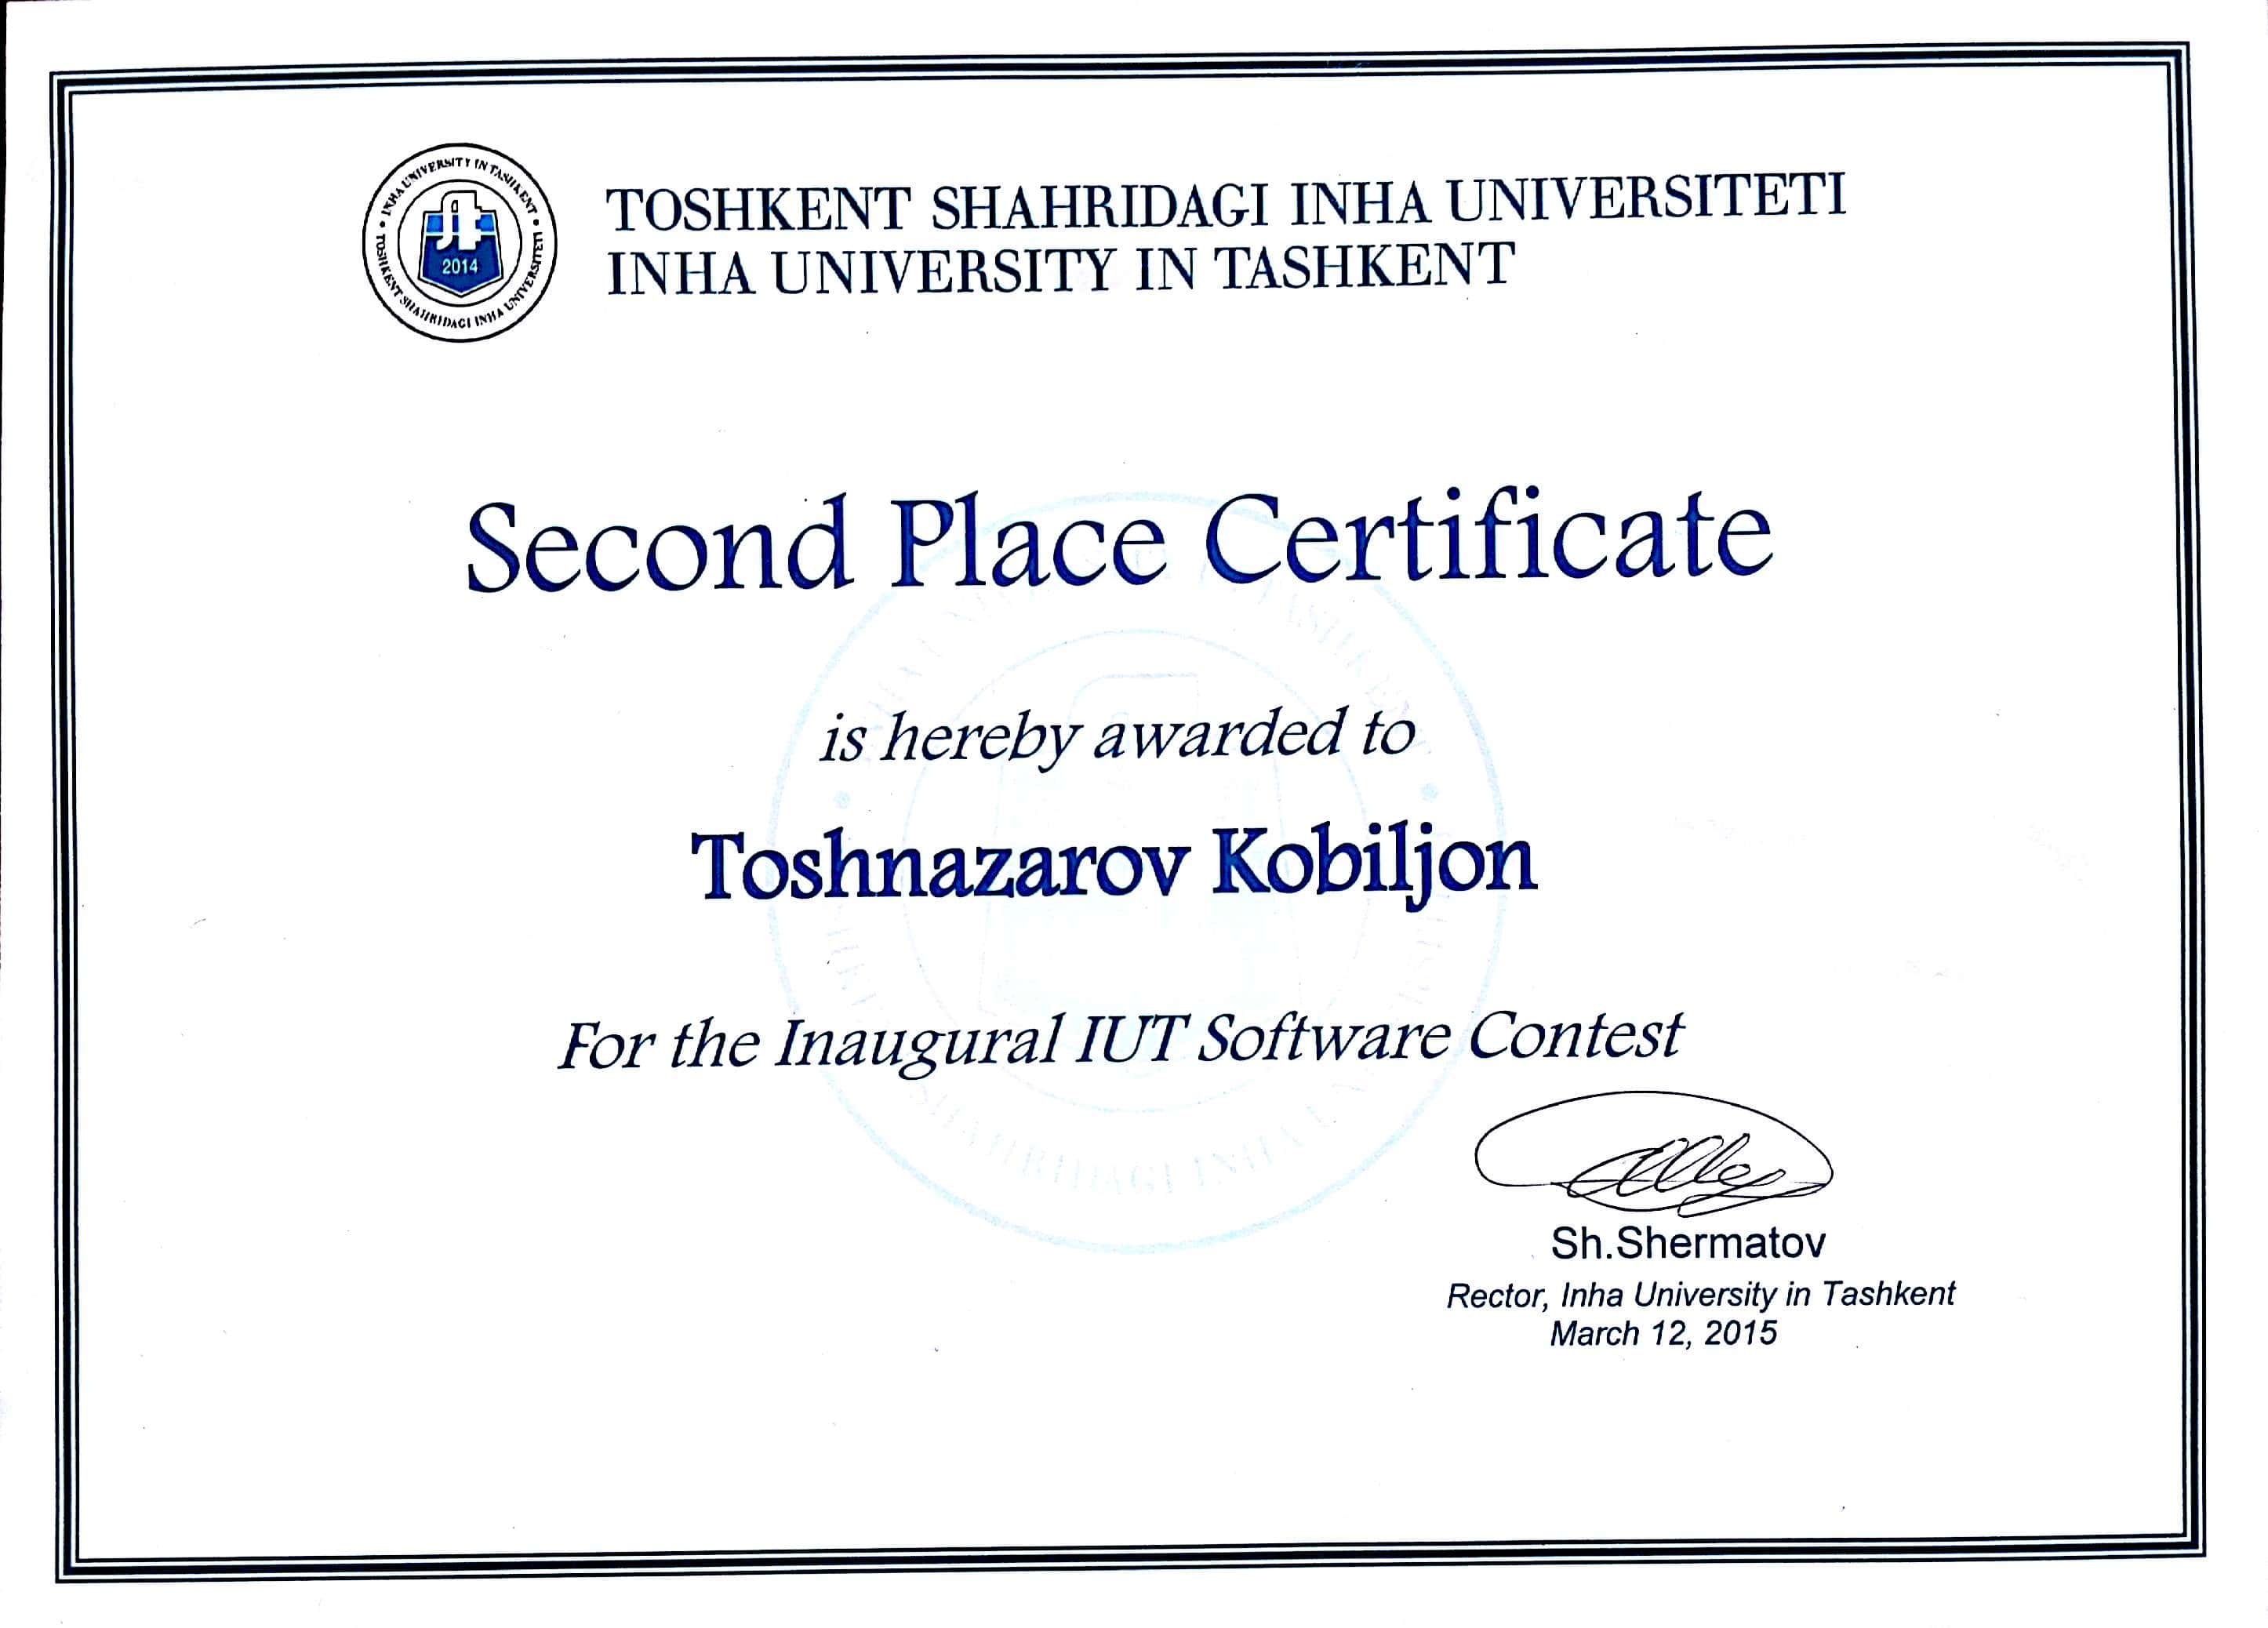 INHA UNIVERSITY IN TASHKENT
TOSHKENT SHAHRIDAGI INHA UNIVERSITETI
2014
TOSHKENT SHAHRIDAGI INHA UNIVERSITETI
INHA UNIVERSITY IN TASHKENT
Second Place Certificate
is hereby awarded to
Toshnazarov Kobiljon
For the Inaugural IUT Software Contest
Sh.Shermatov
Rector, Inha University in Tashkent
March 12, 2015